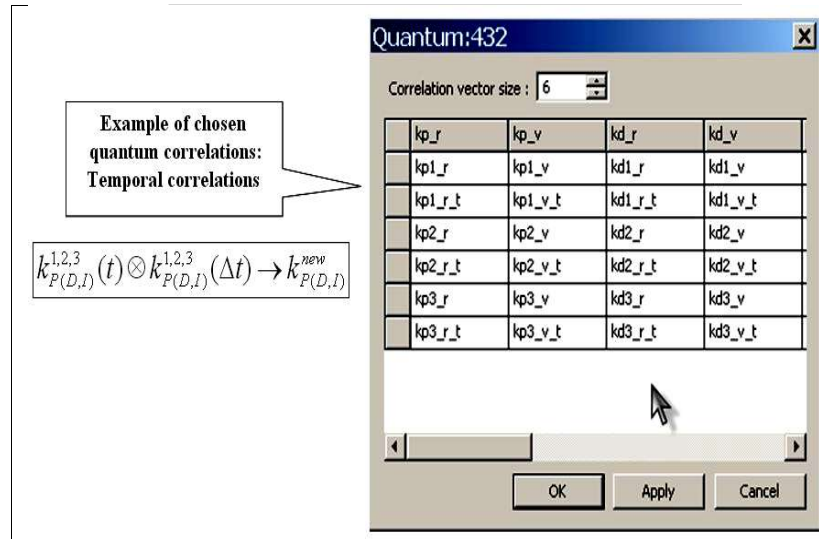 Quantum:432
Correlation vector size : 6
Example of chosen
quantum correlations:
Temporal correlations
k^{1,2,3}_{P(D,I)}(t) ⊗ k^{1,2,3}_{P(D,I)}(Δt) → k^{new}_{P(D,I)}
kp_r kp_v kd_r kd_v
kp1_r kp1_v kd1_r kd1_v
kp1_r_t kp1_v_t kd1_r_t kd1_v_t
kp2_r kp2_v kd2_r kd2_v
kp2_r_t kp2_v_t kd2_r_t kd2_v_t
kp3_r kp3_v kd3_r kd3_v
kp3_r_t kp3_v_t kd3_r_t kd3_v_t
OK Apply Cancel